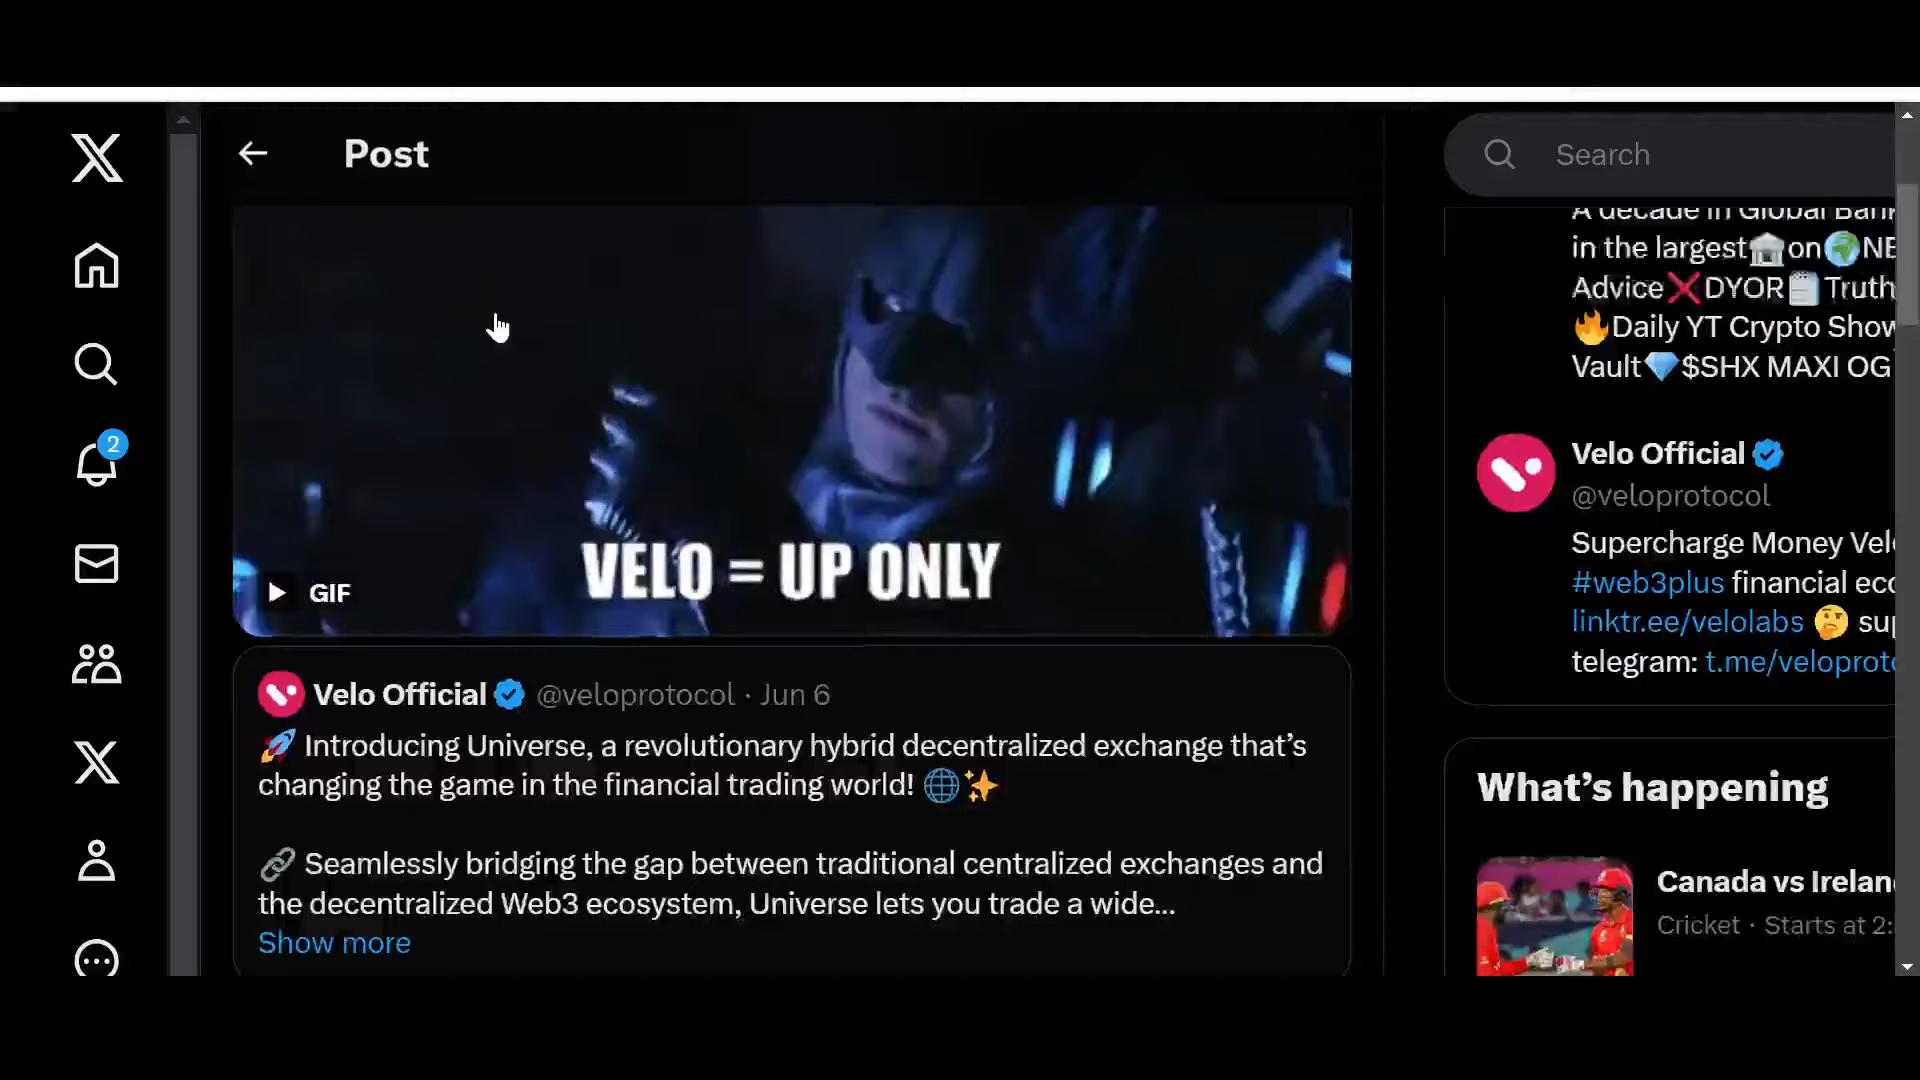 Post
Search
A decade in Global Bank
in the largest🏛️on🌍NE
Advice❌DYOR🗒️Truth
🔥Daily YT Crypto Show
Vault💎$SHX MAXI OG
2
VELO = UP ONLY
GIF
Velo Official
@veloprotocol
Supercharge Money Vel
#web3plus financial ec
linktr.ee/velolabs 🤔 su
telegram: t.me/veloproto
Velo Official @veloprotocol · Jun 6
🚀 Introducing Universe, a revolutionary hybrid decentralized exchange that’s
changing the game in the financial trading world! 🌐✨
🔗 Seamlessly bridging the gap between traditional centralized exchanges and
the decentralized Web3 ecosystem, Universe lets you trade a wide...
Show more
What’s happening
Canada vs Irelan
Cricket · Starts at 2: